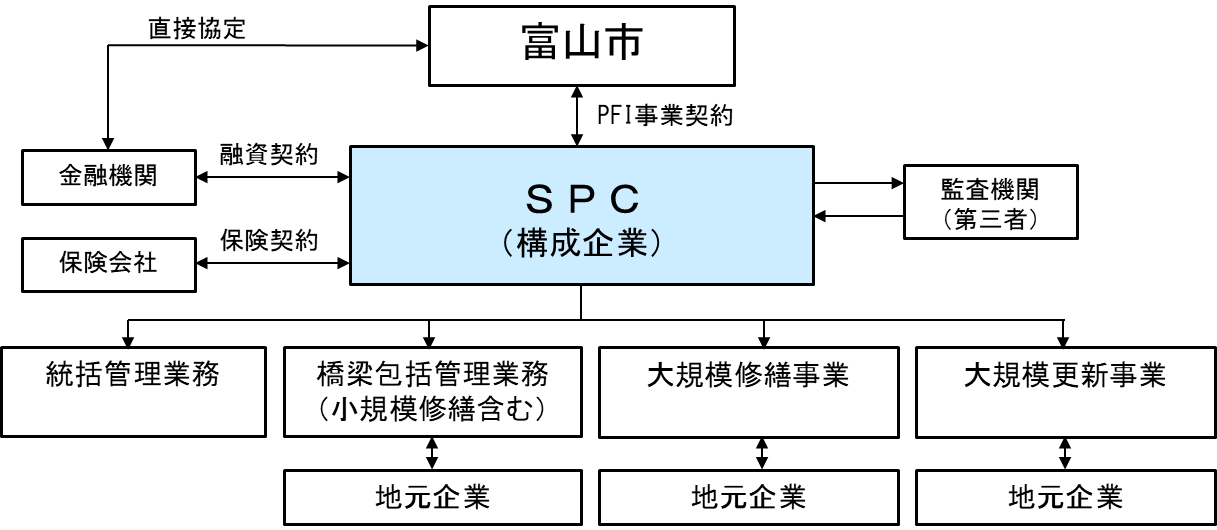 直接協定
富山市
PFI事業契約
融資契約
金融機関
ＳＰＣ
（構成企業）
監査機関
（第三者）
保険契約
保険会社
統括管理業務
橋梁包括管理業務
（小規模修繕含む）
大規模修繕事業
大規模更新事業
地元企業
地元企業
地元企業